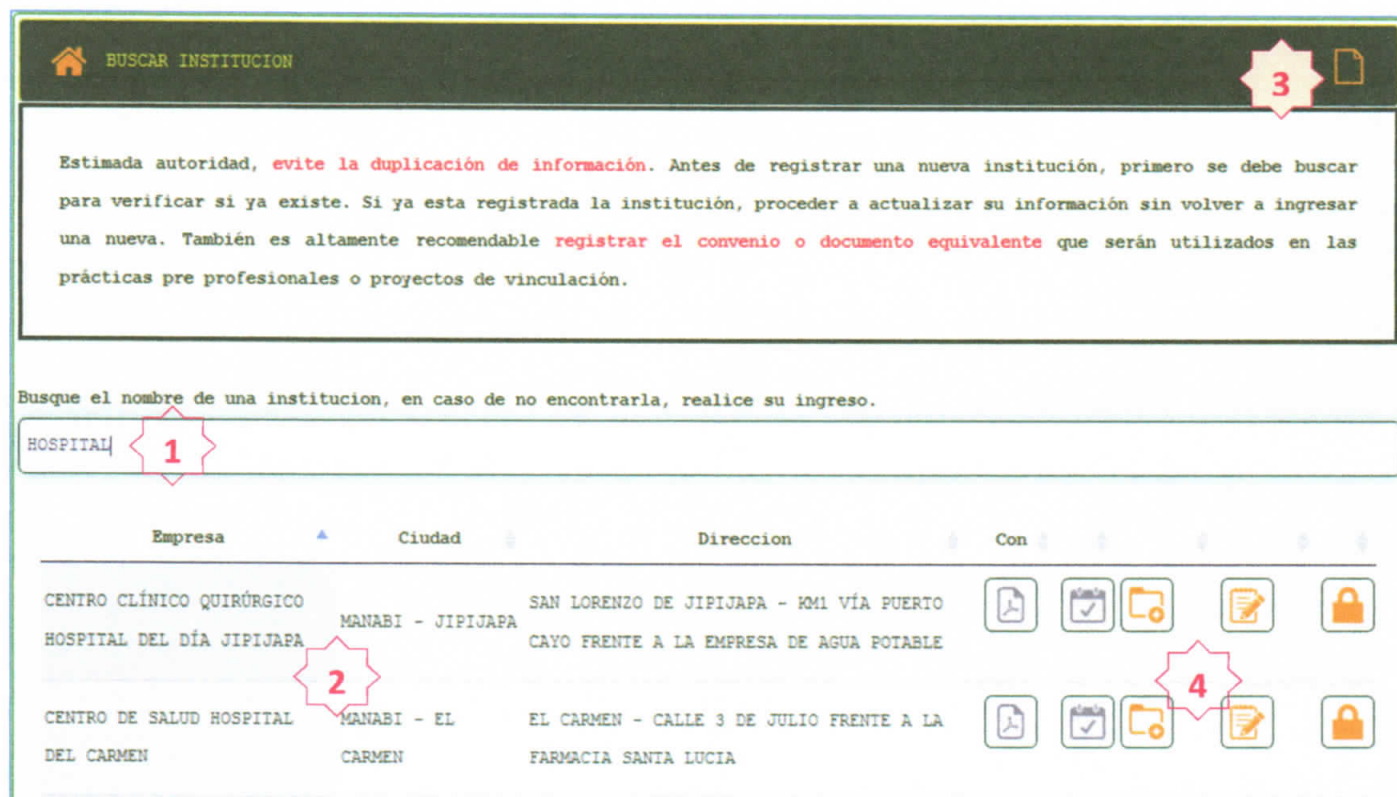 BUSCAR INSTITUCION
3
Estimada autoridad, evite la duplicación de información. Antes de registrar una nueva institución, primero se debe buscar
para verificar si ya existe. Si ya esta registrada la institución, proceder a actualizar su información sin volver a ingresar
una nueva. También es altamente recomendable registrar el convenio o documento equivalente que serán utilizados en las
prácticas pre profesionales o proyectos de vinculación.
Busque el nombre de una institucion, en caso de no encontrarla, realice su ingreso.
HOSPITAL
1
Empresa Ciudad Direccion Con
CENTRO CLÍNICO QUIRÚRGICO
HOSPITAL DEL DÍA JIPIJAPA
MANABI - JIPIJAPA
SAN LORENZO DE JIPIJAPA - KM1 VÍA PUERTO
CAYO FRENTE A LA EMPRESA DE AGUA POTABLE
2
4
CENTRO DE SALUD HOSPITAL
DEL CARMEN
MANABI - EL
CARMEN
EL CARMEN - CALLE 3 DE JULIO FRENTE A LA
FARMACIA SANTA LUCIA